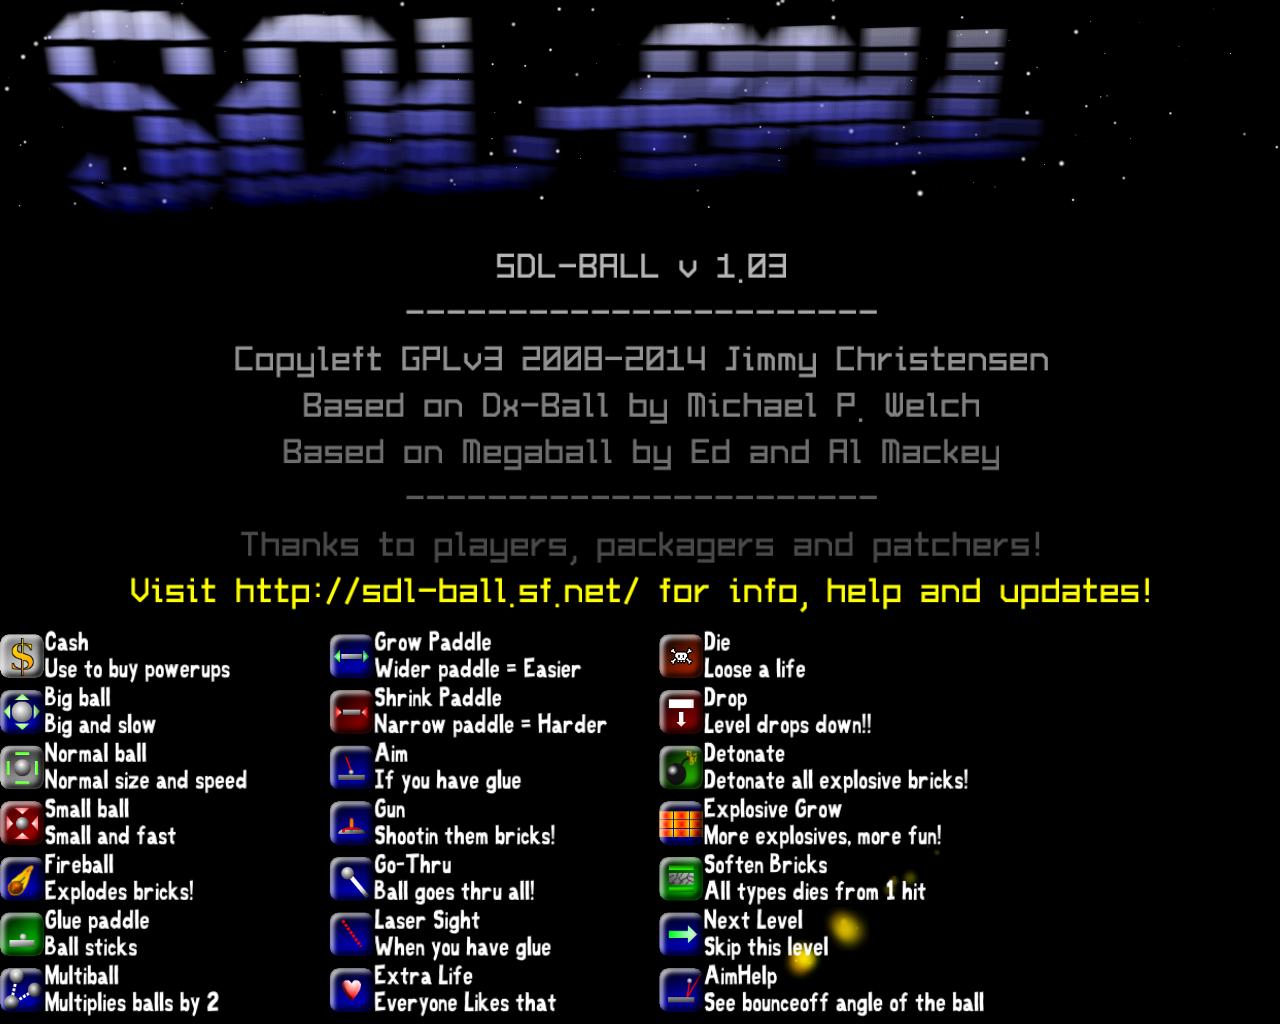 SDL-BALL
SDL-BALL v 1.03
-----------------------
Copyleft GPLv3 2008-2014 Jimmy Christensen
Based on Dx-Ball by Michael P. Welch
Based on Megaball by Ed and Al Mackey
-----------------------
Thanks to players, packagers and patchers!
Visit http://sdl-ball.sf.net/ for info, help and updates!
Cash
Use to buy powerups
Big ball
Big and slow
Normal ball
Normal size and speed
Small ball
Small and fast
Fireball
Explodes bricks!
Glue paddle
Ball sticks
Multiball
Multiplies balls by 2
Grow Paddle
Wider paddle = Easier
Shrink Paddle
Narrow paddle = Harder
Aim
If you have glue
Gun
Shootin them bricks!
Go-Thru
Ball goes thru all!
Laser Sight
When you have glue
Extra Life
Everyone Likes that
Die
Loose a life
Drop
Level drops down!!
Detonate
Detonate all explosive bricks!
Explosive Grow
More explosives, more fun!
Soften Bricks
All types dies from 1 hit
Next Level
Skip this level
AimHelp
See bounceoff angle of the ball